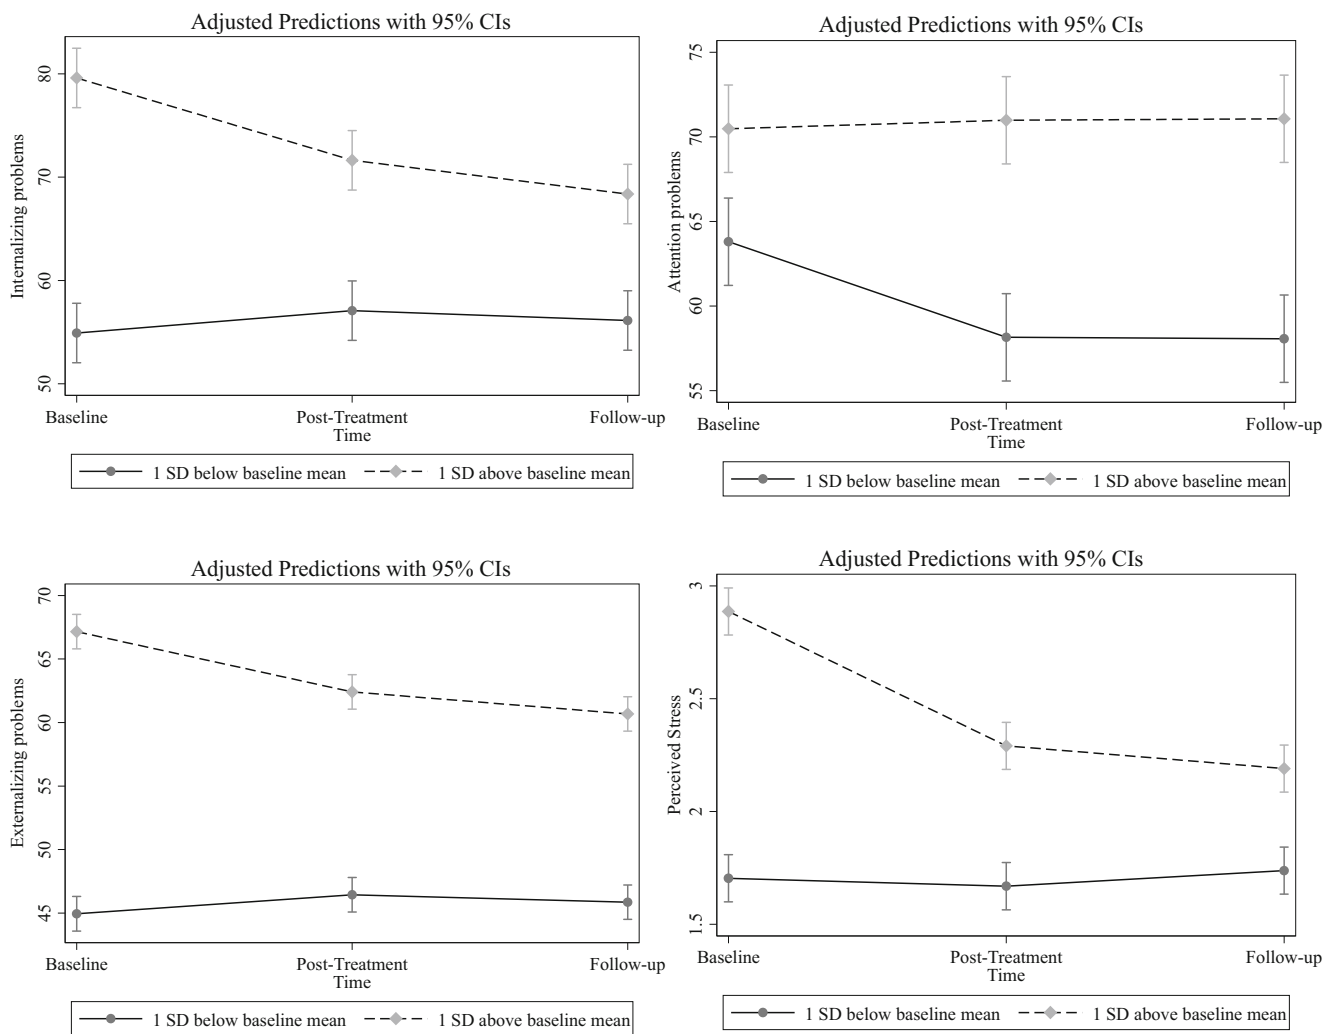 Adjusted Predictions with 95% CIs
Internalizing problems
80
70
60
50
Baseline
Post-Treatment
Follow-up
Time
1 SD below baseline mean
1 SD above baseline mean
Adjusted Predictions with 95% CIs
Attention problems
75
70
65
60
55
Baseline
Post-Treatment
Follow-up
Time
1 SD below baseline mean
1 SD above baseline mean
Adjusted Predictions with 95% CIs
Externalizing problems
70
65
60
55
50
45
Baseline
Post-Treatment
Follow-up
Time
1 SD below baseline mean
1 SD above baseline mean
Adjusted Predictions with 95% CIs
Perceived Stress
3
2.5
2
1.5
Baseline
Post-Treatment
Follow-up
Time
1 SD below baseline mean
1 SD above baseline mean